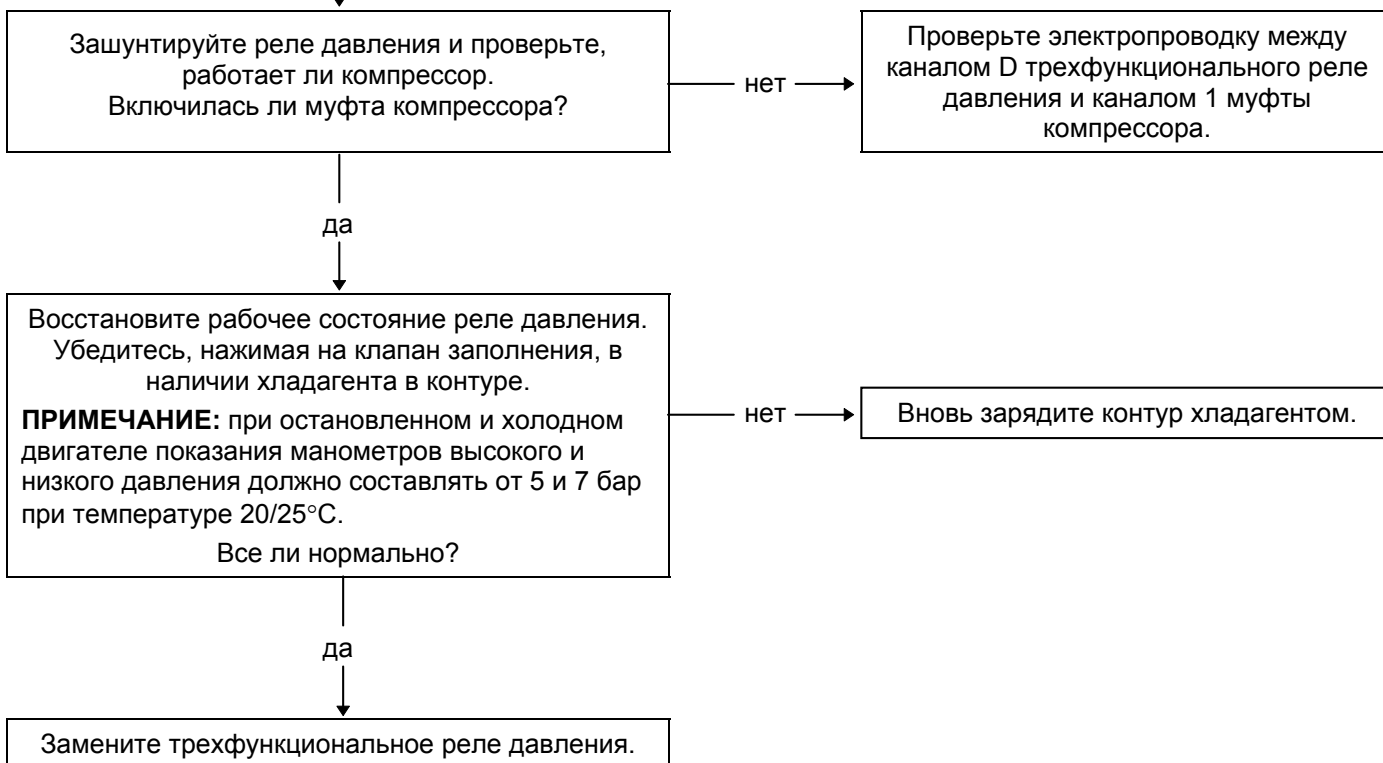 Зашунтируйте реле давления и проверьте,
работает ли компрессор.
Включилась ли муфта компрессора?
нет
Проверьте электропроводку между
каналом D трехфункционального реле
давления и каналом 1 муфты
компрессора.
да
Восстановите рабочее состояние реле давления.
Убедитесь, нажимая на клапан заполнения, в
наличии хладагента в контуре.
ПРИМЕЧАНИЕ: при остановленном и холодном
двигателе показания манометров высокого и
низкого давления должно составлять от 5 и 7 бар
при температуре 20/25°C.
Все ли нормально?
нет
Вновь зарядите контур хладагентом.
да
Замените трехфункциональное реле давления.